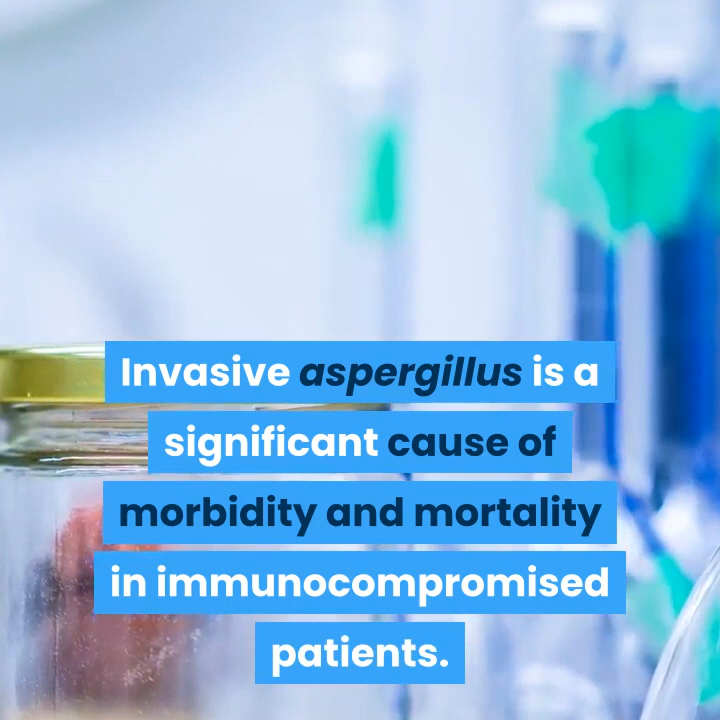 Invasive aspergillus is a
significant cause of
morbidity and mortality
in immunocompromised
patients.